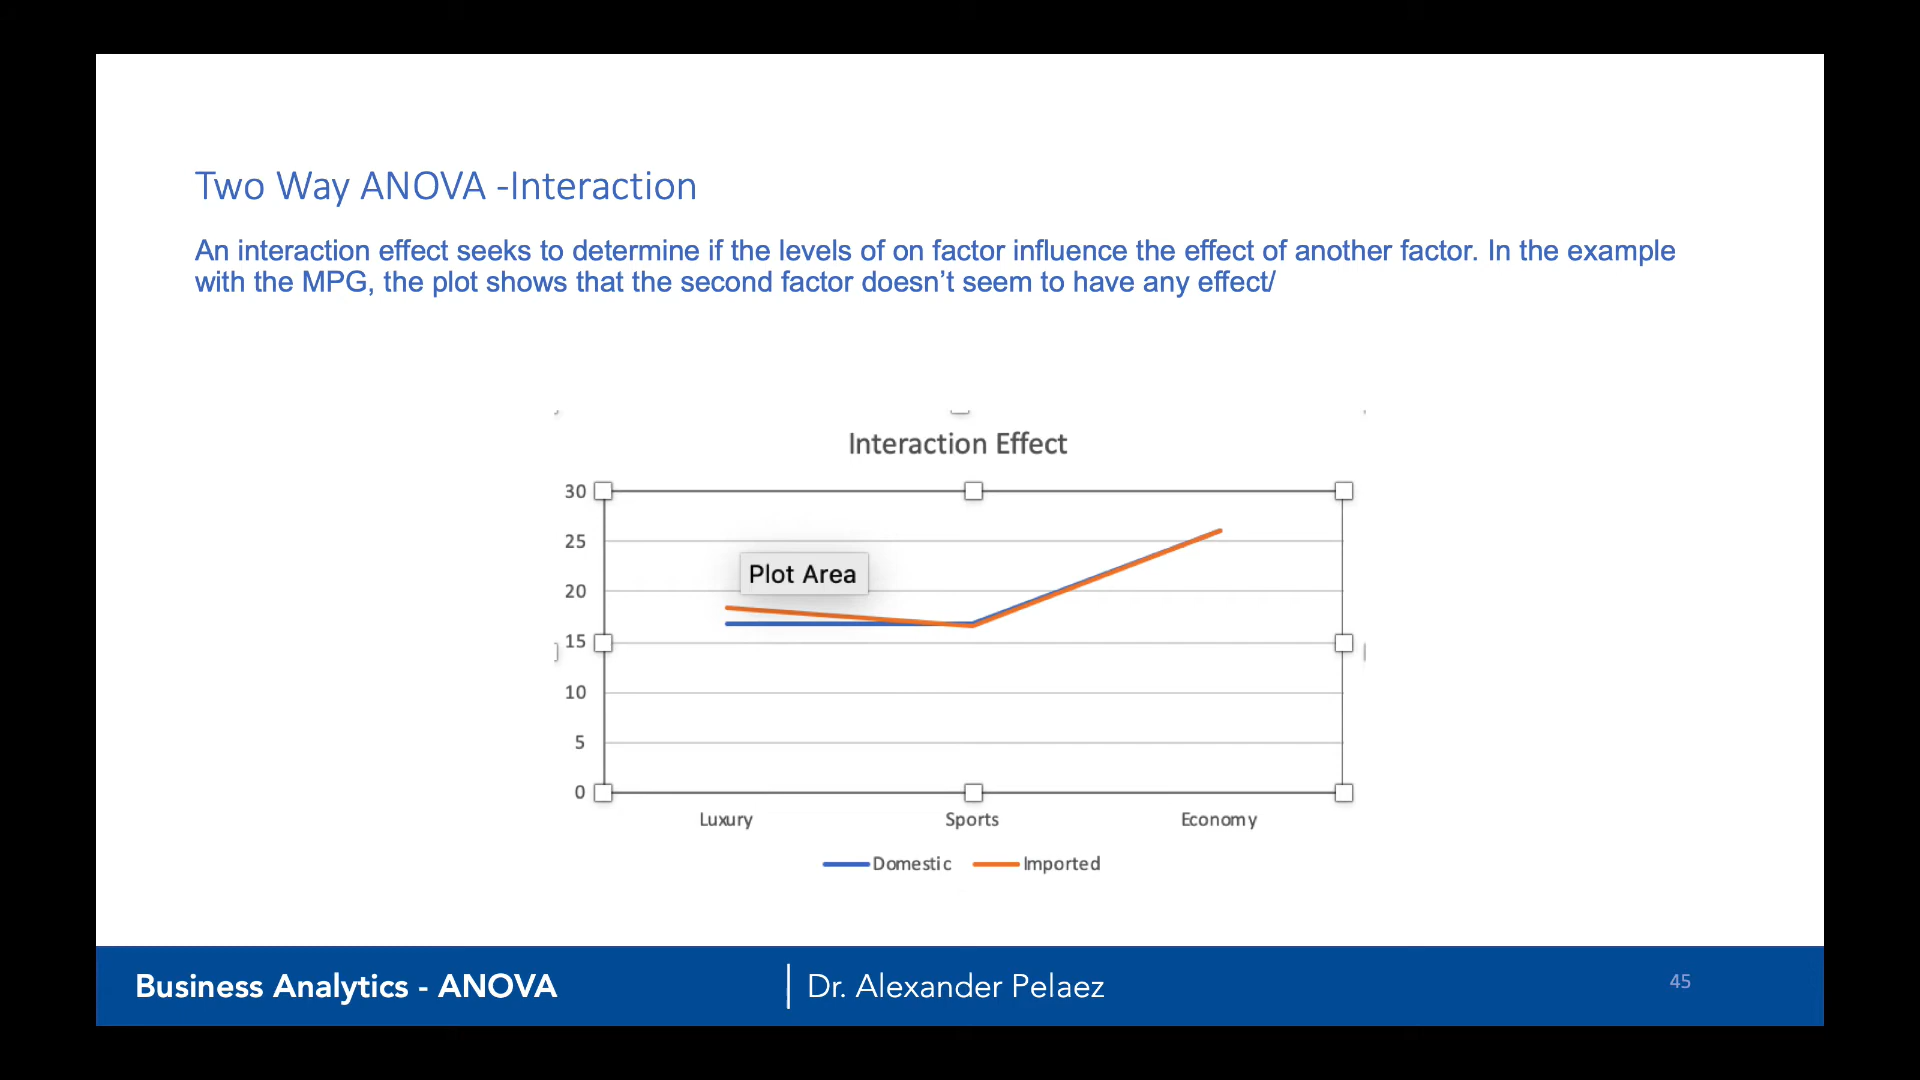 Two Way ANOVA -Interaction
An interaction effect seeks to determine if the levels of on factor influence the effect of another factor. In the example
with the MPG, the plot shows that the second factor doesn’t seem to have any effect/
Interaction Effect
30
25
Plot Area
20
15
10
5
0
Luxury Sports Economy
Domestic Imported
Business Analytics - ANOVA Dr. Alexander Pelaez 45